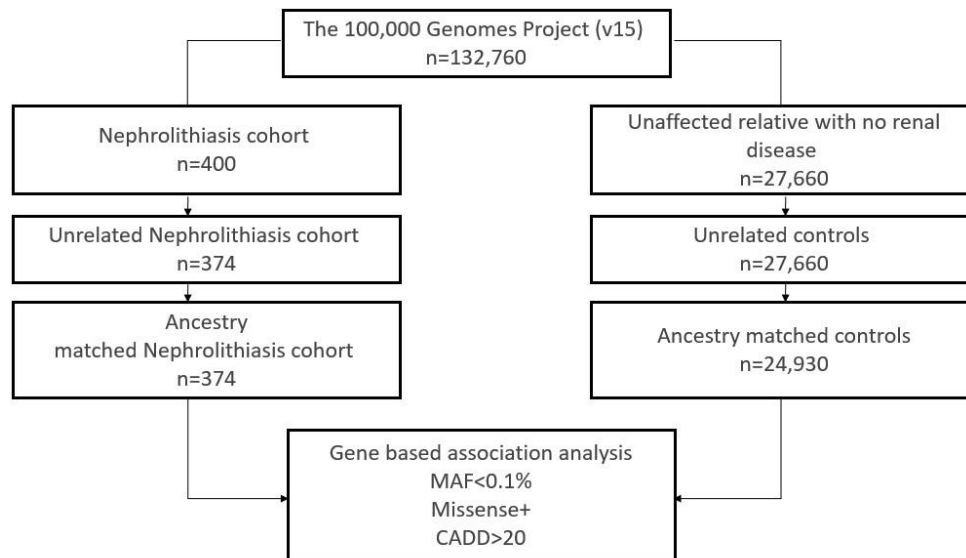 The 100,000 Genomes Project (v15)
n=132,760
Nephrolithiasis cohort
n=400
Unaffected relative with no renal
disease
n=27,660
Unrelated Nephrolithiasis cohort
n=374
Unrelated controls
n=27,660
Ancestry
matched Nephrolithiasis cohort
n=374
Ancestry matched controls
n=24,930
Gene based association analysis
MAF<0.1%
Missense+
CADD>20